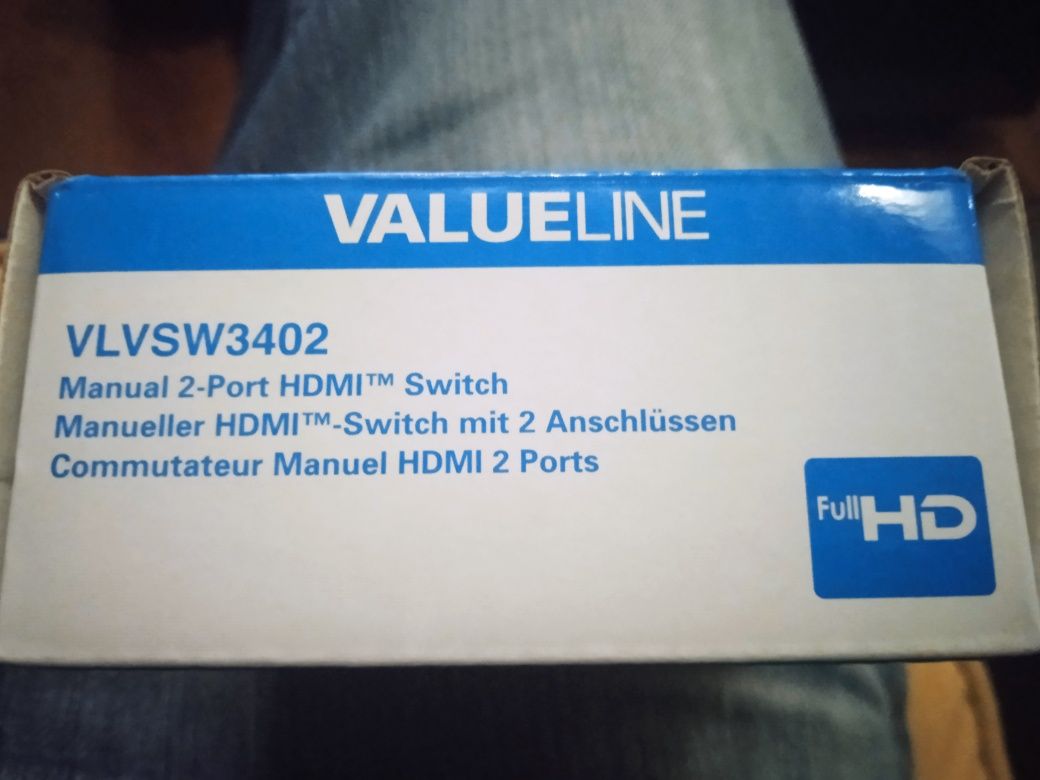 VALUELINE
VLVSW3402
Manual 2-Port HDMI™ Switch
Manueller HDMI™-Switch mit 2 Anschlüssen
Commutateur Manuel HDMI 2 Ports
Full HD